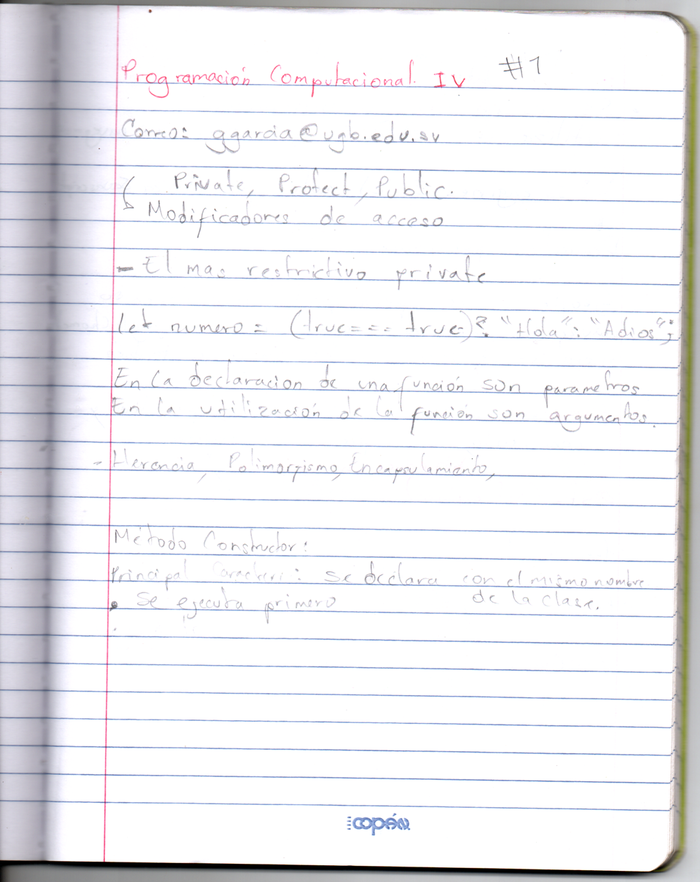 Programación Computacional IV #1
Correo: ggarcia@ugb.edu.sv
Private, Protect, Public.
Modificadores de acceso
- El mas restrictivo private
let numero = (true === true)? "Hola": "Adios";
En la declaracion de una función son parametros
En la utilización de la función son argumentos.
- Herencia, Polimorfismo, Encapsulamiento,
Método Constructor:
Principal Caracteri: se declara con el mismo nombre
de la clase.
• Se ejecuta primero
copán